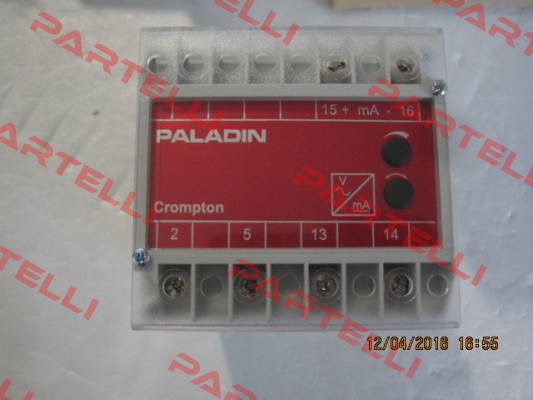 PARTELLI
PARTELLI
PARTELLI
PARTELLI
PARTELLI
15 + mA - 16
PALADIN
V
mA
Crompton
2 5 13 14
12/04/2016 16:55